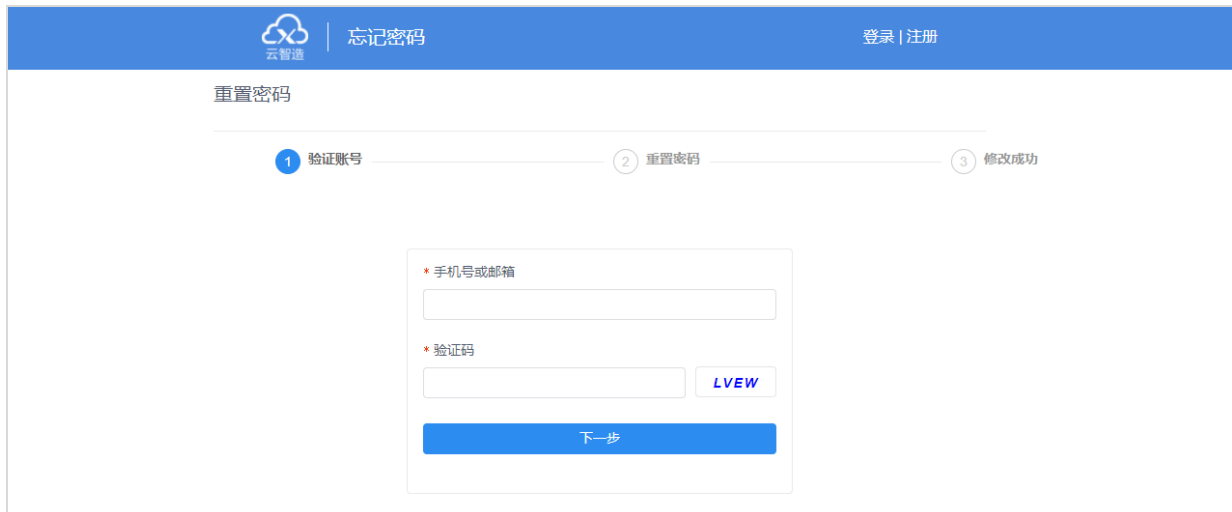 云智造
忘记密码
登录 | 注册
重置密码
1 验证账号
2 重置密码
3 修改成功
* 手机号或邮箱
* 验证码
LVEW
下一步